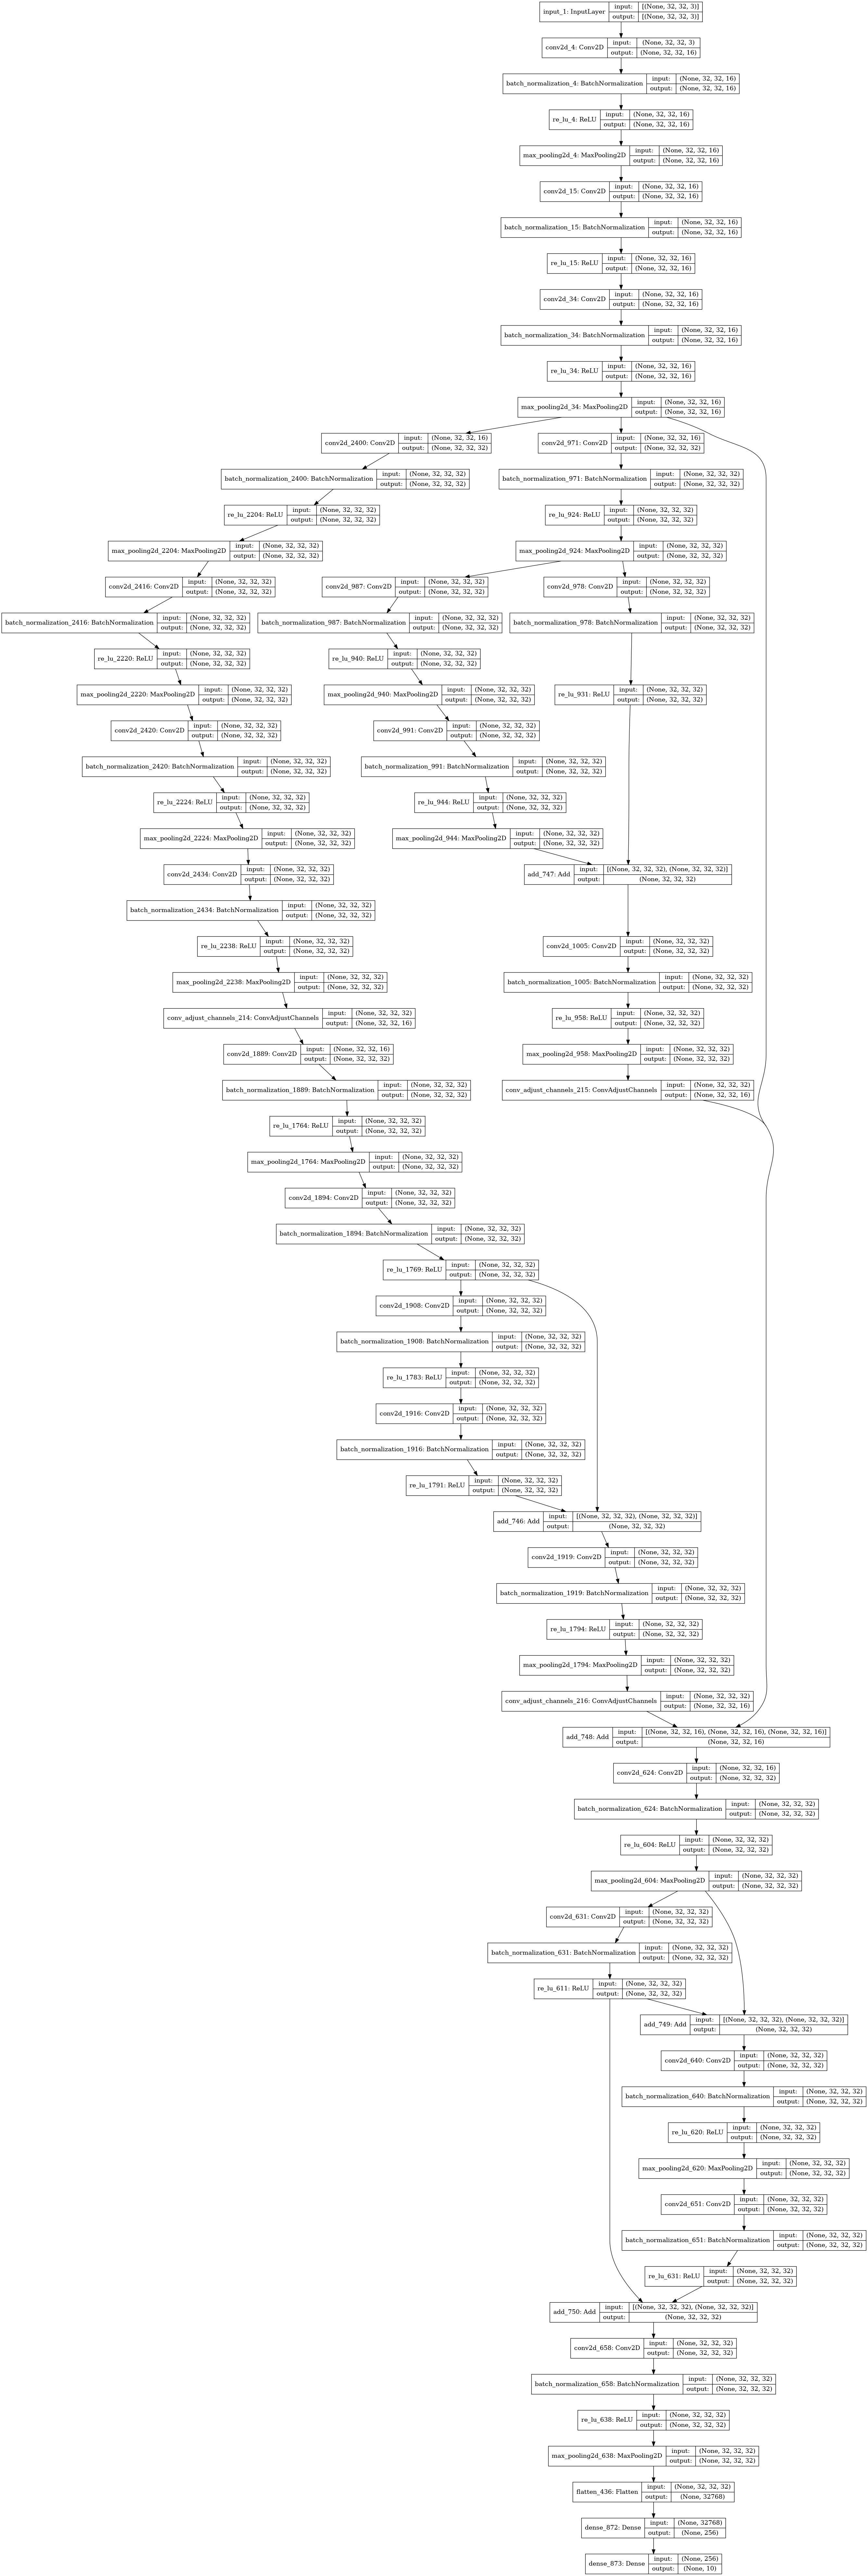 input_1: InputLayer
input: [(None, 32, 32, 3)]
output: [(None, 32, 32, 3)]
conv2d_4: Conv2D
input: (None, 32, 32, 3)
output: (None, 32, 32, 16)
batch_normalization_4: BatchNormalization
input: (None, 32, 32, 16)
output: (None, 32, 32, 16)
re_lu_4: ReLU
input: (None, 32, 32, 16)
output: (None, 32, 32, 16)
max_pooling2d_4: MaxPooling2D
input: (None, 32, 32, 16)
output: (None, 32, 32, 16)
conv2d_15: Conv2D
input: (None, 32, 32, 16)
output: (None, 32, 32, 16)
batch_normalization_15: BatchNormalization
input: (None, 32, 32, 16)
output: (None, 32, 32, 16)
re_lu_15: ReLU
input: (None, 32, 32, 16)
output: (None, 32, 32, 16)
conv2d_34: Conv2D
input: (None, 32, 32, 16)
output: (None, 32, 32, 16)
batch_normalization_34: BatchNormalization
input: (None, 32, 32, 16)
output: (None, 32, 32, 16)
re_lu_34: ReLU
input: (None, 32, 32, 16)
output: (None, 32, 32, 16)
max_pooling2d_34: MaxPooling2D
input: (None, 32, 32, 16)
output: (None, 32, 32, 16)
conv2d_2400: Conv2D
input: (None, 32, 32, 16)
output: (None, 32, 32, 32)
conv2d_971: Conv2D
input: (None, 32, 32, 16)
output: (None, 32, 32, 32)
batch_normalization_2400: BatchNormalization
input: (None, 32, 32, 32)
output: (None, 32, 32, 32)
batch_normalization_971: BatchNormalization
input: (None, 32, 32, 32)
output: (None, 32, 32, 32)
re_lu_2204: ReLU
input: (None, 32, 32, 32)
output: (None, 32, 32, 32)
re_lu_924: ReLU
input: (None, 32, 32, 32)
output: (None, 32, 32, 32)
max_pooling2d_2204: MaxPooling2D
input: (None, 32, 32, 32)
output: (None, 32, 32, 32)
max_pooling2d_924: MaxPooling2D
input: (None, 32, 32, 32)
output: (None, 32, 32, 32)
conv2d_2416: Conv2D
input: (None, 32, 32, 32)
output: (None, 32, 32, 32)
conv2d_987: Conv2D
input: (None, 32, 32, 32)
output: (None, 32, 32, 32)
conv2d_978: Conv2D
input: (None, 32, 32, 32)
output: (None, 32, 32, 32)
batch_normalization_2416: BatchNormalization
input: (None, 32, 32, 32)
output: (None, 32, 32, 32)
batch_normalization_987: BatchNormalization
input: (None, 32, 32, 32)
output: (None, 32, 32, 32)
batch_normalization_978: BatchNormalization
input: (None, 32, 32, 32)
output: (None, 32, 32, 32)
re_lu_2220: ReLU
input: (None, 32, 32, 32)
output: (None, 32, 32, 32)
re_lu_940: ReLU
input: (None, 32, 32, 32)
output: (None, 32, 32, 32)
max_pooling2d_2220: MaxPooling2D
input: (None, 32, 32, 32)
output: (None, 32, 32, 32)
max_pooling2d_940: MaxPooling2D
input: (None, 32, 32, 32)
output: (None, 32, 32, 32)
re_lu_931: ReLU
input: (None, 32, 32, 32)
output: (None, 32, 32, 32)
conv2d_2420: Conv2D
input: (None, 32, 32, 32)
output: (None, 32, 32, 32)
conv2d_991: Conv2D
input: (None, 32, 32, 32)
output: (None, 32, 32, 32)
batch_normalization_2420: BatchNormalization
input: (None, 32, 32, 32)
output: (None, 32, 32, 32)
batch_normalization_991: BatchNormalization
input: (None, 32, 32, 32)
output: (None, 32, 32, 32)
re_lu_2224: ReLU
input: (None, 32, 32, 32)
output: (None, 32, 32, 32)
re_lu_944: ReLU
input: (None, 32, 32, 32)
output: (None, 32, 32, 32)
max_pooling2d_2224: MaxPooling2D
input: (None, 32, 32, 32)
output: (None, 32, 32, 32)
max_pooling2d_944: MaxPooling2D
input: (None, 32, 32, 32)
output: (None, 32, 32, 32)
conv2d_2434: Conv2D
input: (None, 32, 32, 32)
output: (None, 32, 32, 32)
add_747: Add
input: [(None, 32, 32, 32), (None, 32, 32, 32)]
output: (None, 32, 32, 32)
batch_normalization_2434: BatchNormalization
input: (None, 32, 32, 32)
output: (None, 32, 32, 32)
re_lu_2238: ReLU
input: (None, 32, 32, 32)
output: (None, 32, 32, 32)
conv2d_1005: Conv2D
input: (None, 32, 32, 32)
output: (None, 32, 32, 32)
max_pooling2d_2238: MaxPooling2D
input: (None, 32, 32, 32)
output: (None, 32, 32, 32)
batch_normalization_1005: BatchNormalization
input: (None, 32, 32, 32)
output: (None, 32, 32, 32)
conv_adjust_channels_214: ConvAdjustChannels
input: (None, 32, 32, 32)
output: (None, 32, 32, 16)
re_lu_958: ReLU
input: (None, 32, 32, 32)
output: (None, 32, 32, 32)
conv2d_1889: Conv2D
input: (None, 32, 32, 16)
output: (None, 32, 32, 32)
max_pooling2d_958: MaxPooling2D
input: (None, 32, 32, 32)
output: (None, 32, 32, 32)
batch_normalization_1889: BatchNormalization
input: (None, 32, 32, 32)
output: (None, 32, 32, 32)
conv_adjust_channels_215: ConvAdjustChannels
input: (None, 32, 32, 32)
output: (None, 32, 32, 16)
re_lu_1764: ReLU
input: (None, 32, 32, 32)
output: (None, 32, 32, 32)
max_pooling2d_1764: MaxPooling2D
input: (None, 32, 32, 32)
output: (None, 32, 32, 32)
conv2d_1894: Conv2D
input: (None, 32, 32, 32)
output: (None, 32, 32, 32)
batch_normalization_1894: BatchNormalization
input: (None, 32, 32, 32)
output: (None, 32, 32, 32)
re_lu_1769: ReLU
input: (None, 32, 32, 32)
output: (None, 32, 32, 32)
conv2d_1908: Conv2D
input: (None, 32, 32, 32)
output: (None, 32, 32, 32)
batch_normalization_1908: BatchNormalization
input: (None, 32, 32, 32)
output: (None, 32, 32, 32)
re_lu_1783: ReLU
input: (None, 32, 32, 32)
output: (None, 32, 32, 32)
conv2d_1916: Conv2D
input: (None, 32, 32, 32)
output: (None, 32, 32, 32)
batch_normalization_1916: BatchNormalization
input: (None, 32, 32, 32)
output: (None, 32, 32, 32)
re_lu_1791: ReLU
input: (None, 32, 32, 32)
output: (None, 32, 32, 32)
add_746: Add
input: [(None, 32, 32, 32), (None, 32, 32, 32)]
output: (None, 32, 32, 32)
conv2d_1919: Conv2D
input: (None, 32, 32, 32)
output: (None, 32, 32, 32)
batch_normalization_1919: BatchNormalization
input: (None, 32, 32, 32)
output: (None, 32, 32, 32)
re_lu_1794: ReLU
input: (None, 32, 32, 32)
output: (None, 32, 32, 32)
max_pooling2d_1794: MaxPooling2D
input: (None, 32, 32, 32)
output: (None, 32, 32, 32)
conv_adjust_channels_216: ConvAdjustChannels
input: (None, 32, 32, 32)
output: (None, 32, 32, 16)
add_748: Add
input: [(None, 32, 32, 16), (None, 32, 32, 16), (None, 32, 32, 16)]
output: (None, 32, 32, 16)
conv2d_624: Conv2D
input: (None, 32, 32, 16)
output: (None, 32, 32, 32)
batch_normalization_624: BatchNormalization
input: (None, 32, 32, 32)
output: (None, 32, 32, 32)
re_lu_604: ReLU
input: (None, 32, 32, 32)
output: (None, 32, 32, 32)
max_pooling2d_604: MaxPooling2D
input: (None, 32, 32, 32)
output: (None, 32, 32, 32)
conv2d_631: Conv2D
input: (None, 32, 32, 32)
output: (None, 32, 32, 32)
batch_normalization_631: BatchNormalization
input: (None, 32, 32, 32)
output: (None, 32, 32, 32)
re_lu_611: ReLU
input: (None, 32, 32, 32)
output: (None, 32, 32, 32)
add_749: Add
input: [(None, 32, 32, 32), (None, 32, 32, 32)]
output: (None, 32, 32, 32)
conv2d_640: Conv2D
input: (None, 32, 32, 32)
output: (None, 32, 32, 32)
batch_normalization_640: BatchNormalization
input: (None, 32, 32, 32)
output: (None, 32, 32, 32)
re_lu_620: ReLU
input: (None, 32, 32, 32)
output: (None, 32, 32, 32)
max_pooling2d_620: MaxPooling2D
input: (None, 32, 32, 32)
output: (None, 32, 32, 32)
conv2d_651: Conv2D
input: (None, 32, 32, 32)
output: (None, 32, 32, 32)
batch_normalization_651: BatchNormalization
input: (None, 32, 32, 32)
output: (None, 32, 32, 32)
re_lu_631: ReLU
input: (None, 32, 32, 32)
output: (None, 32, 32, 32)
add_750: Add
input: [(None, 32, 32, 32), (None, 32, 32, 32)]
output: (None, 32, 32, 32)
conv2d_658: Conv2D
input: (None, 32, 32, 32)
output: (None, 32, 32, 32)
batch_normalization_658: BatchNormalization
input: (None, 32, 32, 32)
output: (None, 32, 32, 32)
re_lu_638: ReLU
input: (None, 32, 32, 32)
output: (None, 32, 32, 32)
max_pooling2d_638: MaxPooling2D
input: (None, 32, 32, 32)
output: (None, 32, 32, 32)
flatten_436: Flatten
input: (None, 32, 32, 32)
output: (None, 32768)
dense_872: Dense
input: (None, 32768)
output: (None, 256)
dense_873: Dense
input: (None, 256)
output: (None, 10)